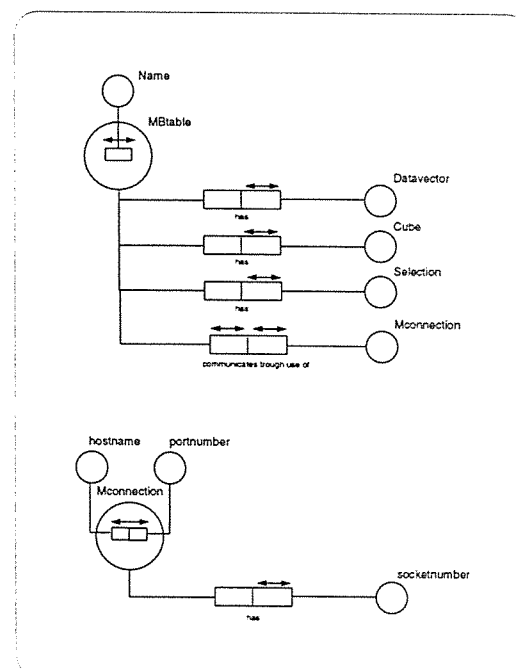 Name
MBtable
Datavector
has
Cube
has
Selection
has
Mconnection
communicates trough use of
hostname
portnumber
Mconnection
socketnumber
has